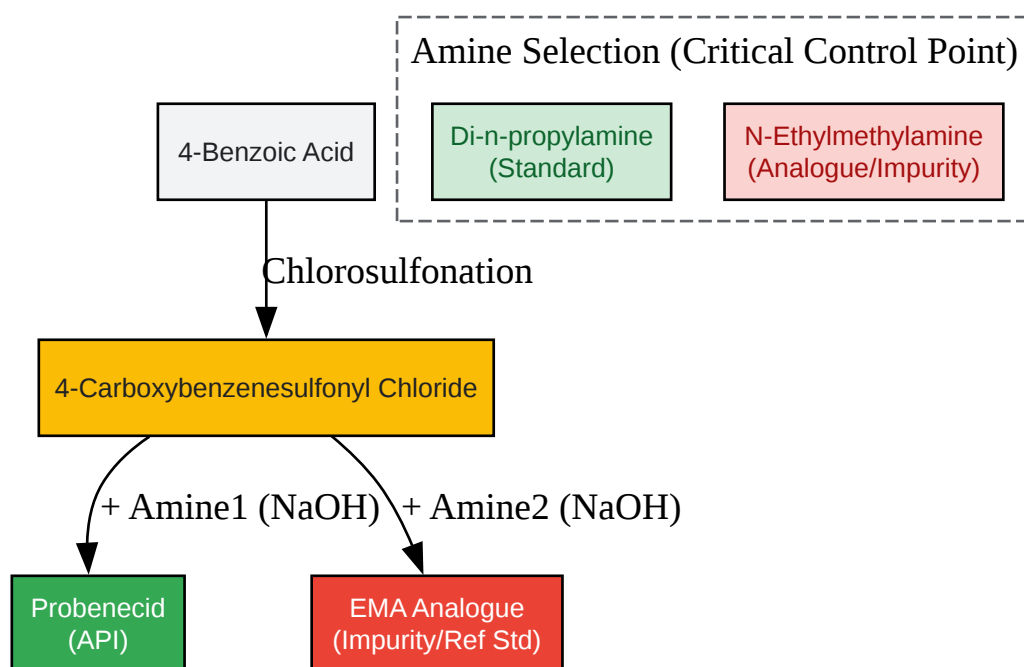 Amine Selection (Critical Control Point)
4-Benzoic Acid
Di-n-propylamine
(Standard)
N-Ethylmethylamine
(Analogue/Impurity)
Chlorosulfonation
4-Carboxybenzenesulfonyl Chloride
+ Amine1 (NaOH)
+ Amine2 (NaOH)
Probenecid
(API)
EMA Analogue
(Impurity/Ref Std)